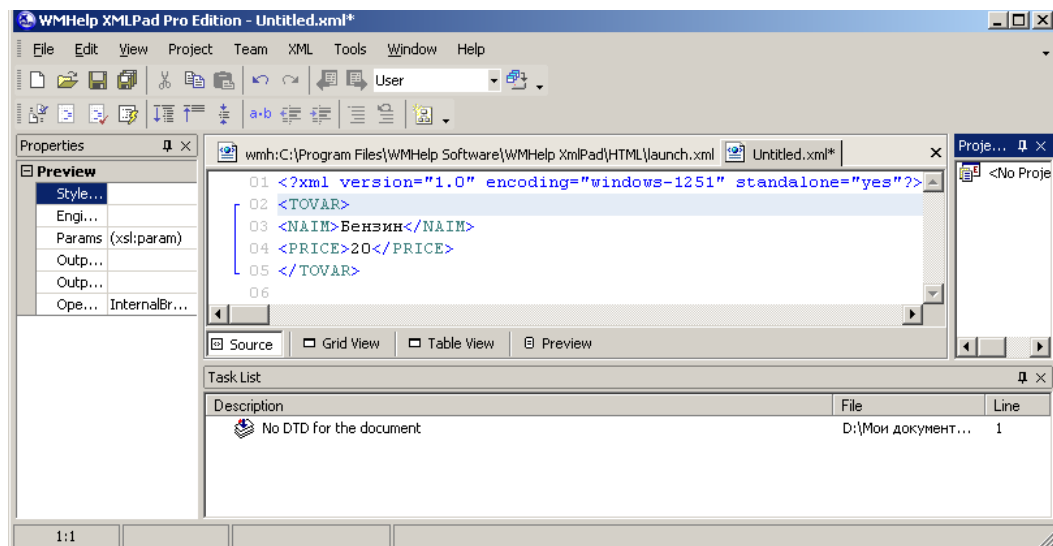 WMHelp XMLPad Pro Edition - Untitled.xml*
File Edit View Project Team XML Tools Window Help
User
a•b
Properties
Preview
Style...
Engi...
Params (xsl:param)
Outp...
Outp...
Ope... InternalBr...
wmh:C:\Program Files\WMHelp Software\WMHelp XmlPad\HTML\launch.xml Untitled.xml*
01 <?xml version="1.0" encoding="windows-1251" standalone="yes"?>
02 <TOVAR>
03 <NAIM>Бензин</NAIM>
04 <PRICE>20</PRICE>
05 </TOVAR>
06
Source Grid View Table View Preview
Proje...
<No Proje
Task List
Description File Line
No DTD for the document D:\Мои документ... 1
1:1